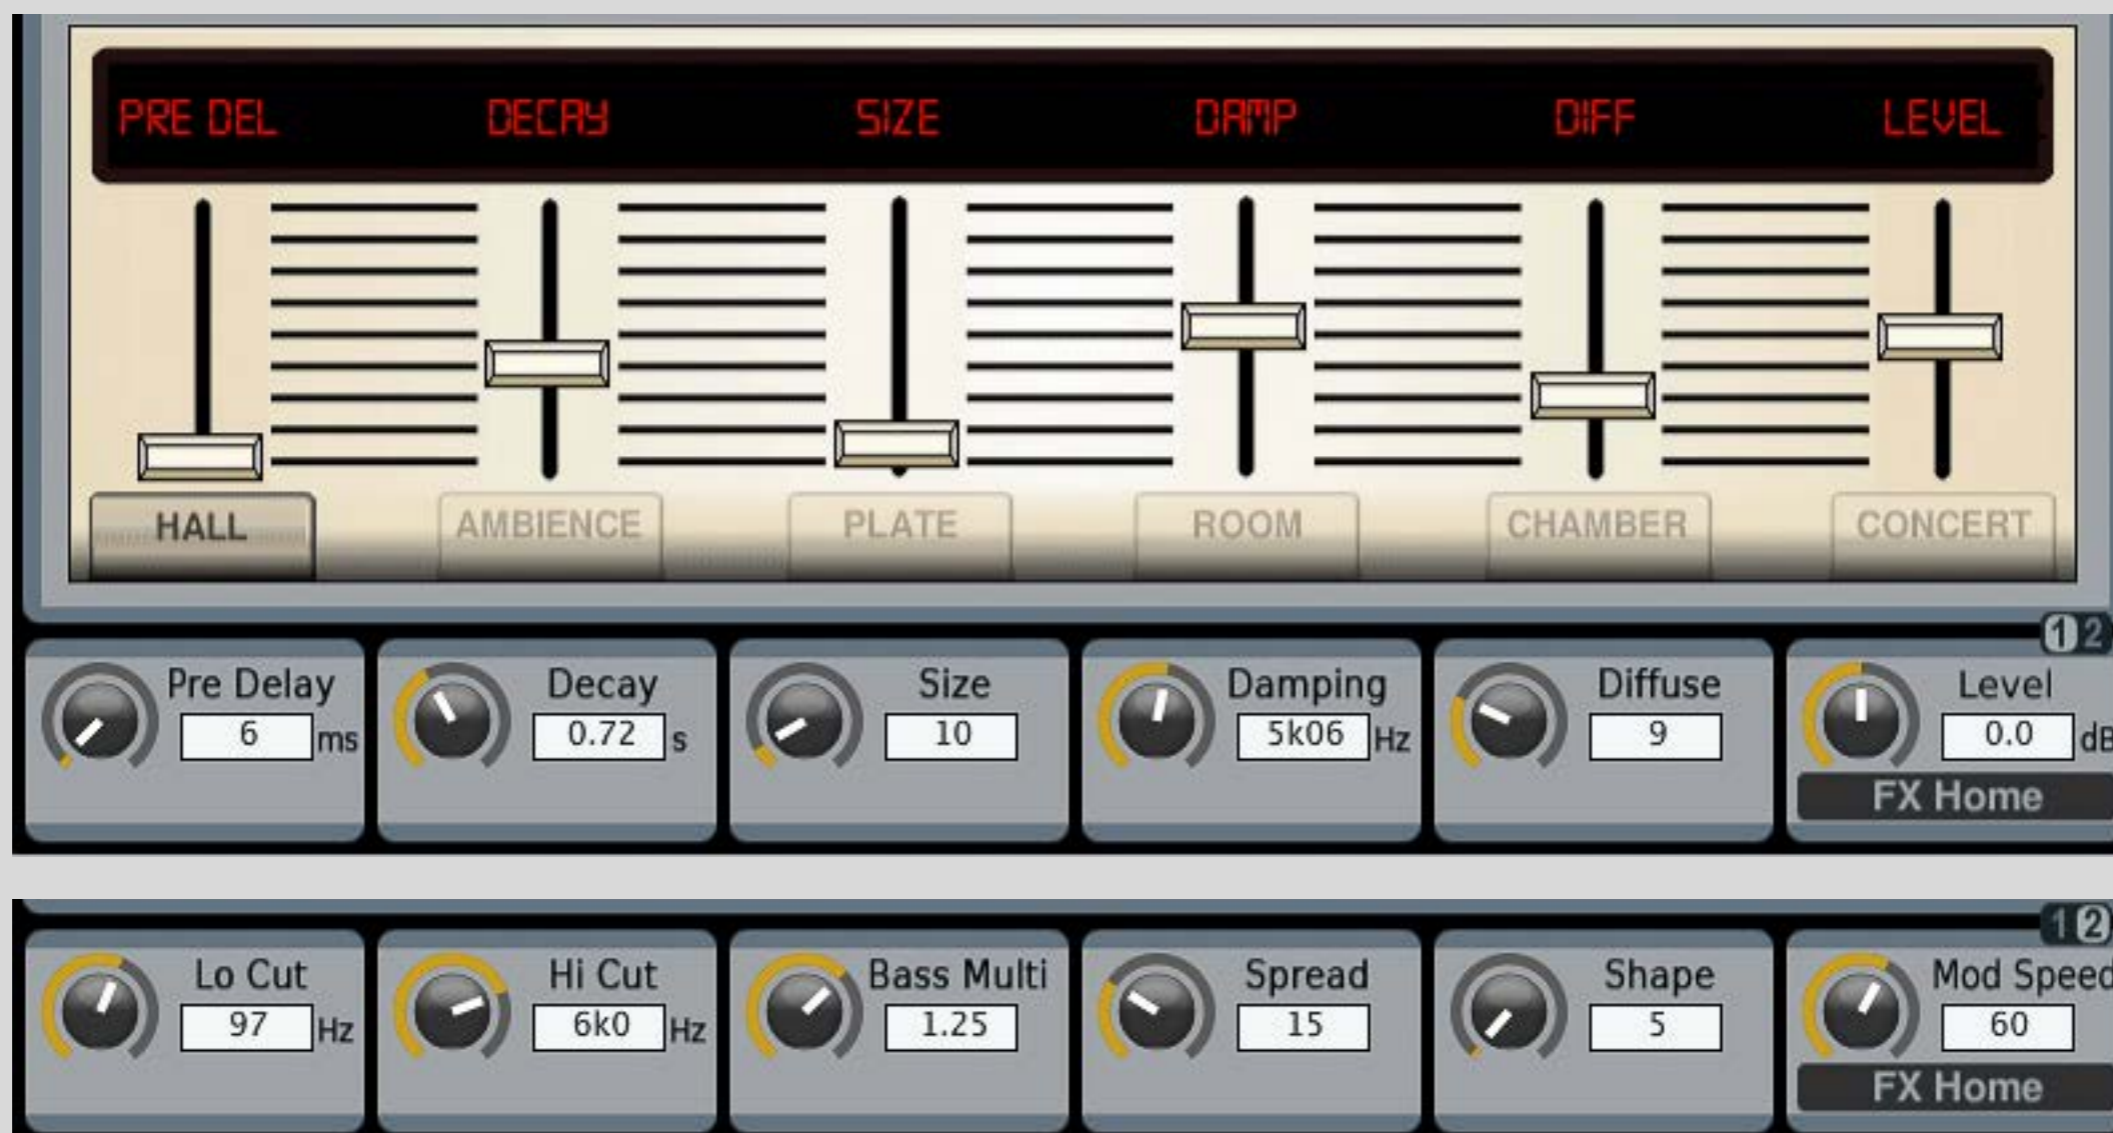 PRE DEL DECAY SIZE DAMP DIFF LEVEL
HALL AMBIENCE PLATE ROOM CHAMBER CONCERT
1 2
Pre Delay Decay Size Damping Diffuse Level
6 ms 0.72 s 10 5k06 Hz 9 0.0 dB
FX Home
1 2
Lo Cut Hi Cut Bass Multi Spread Shape Mod Speed
97 Hz 6k0 Hz 1.25 15 5 60
FX Home